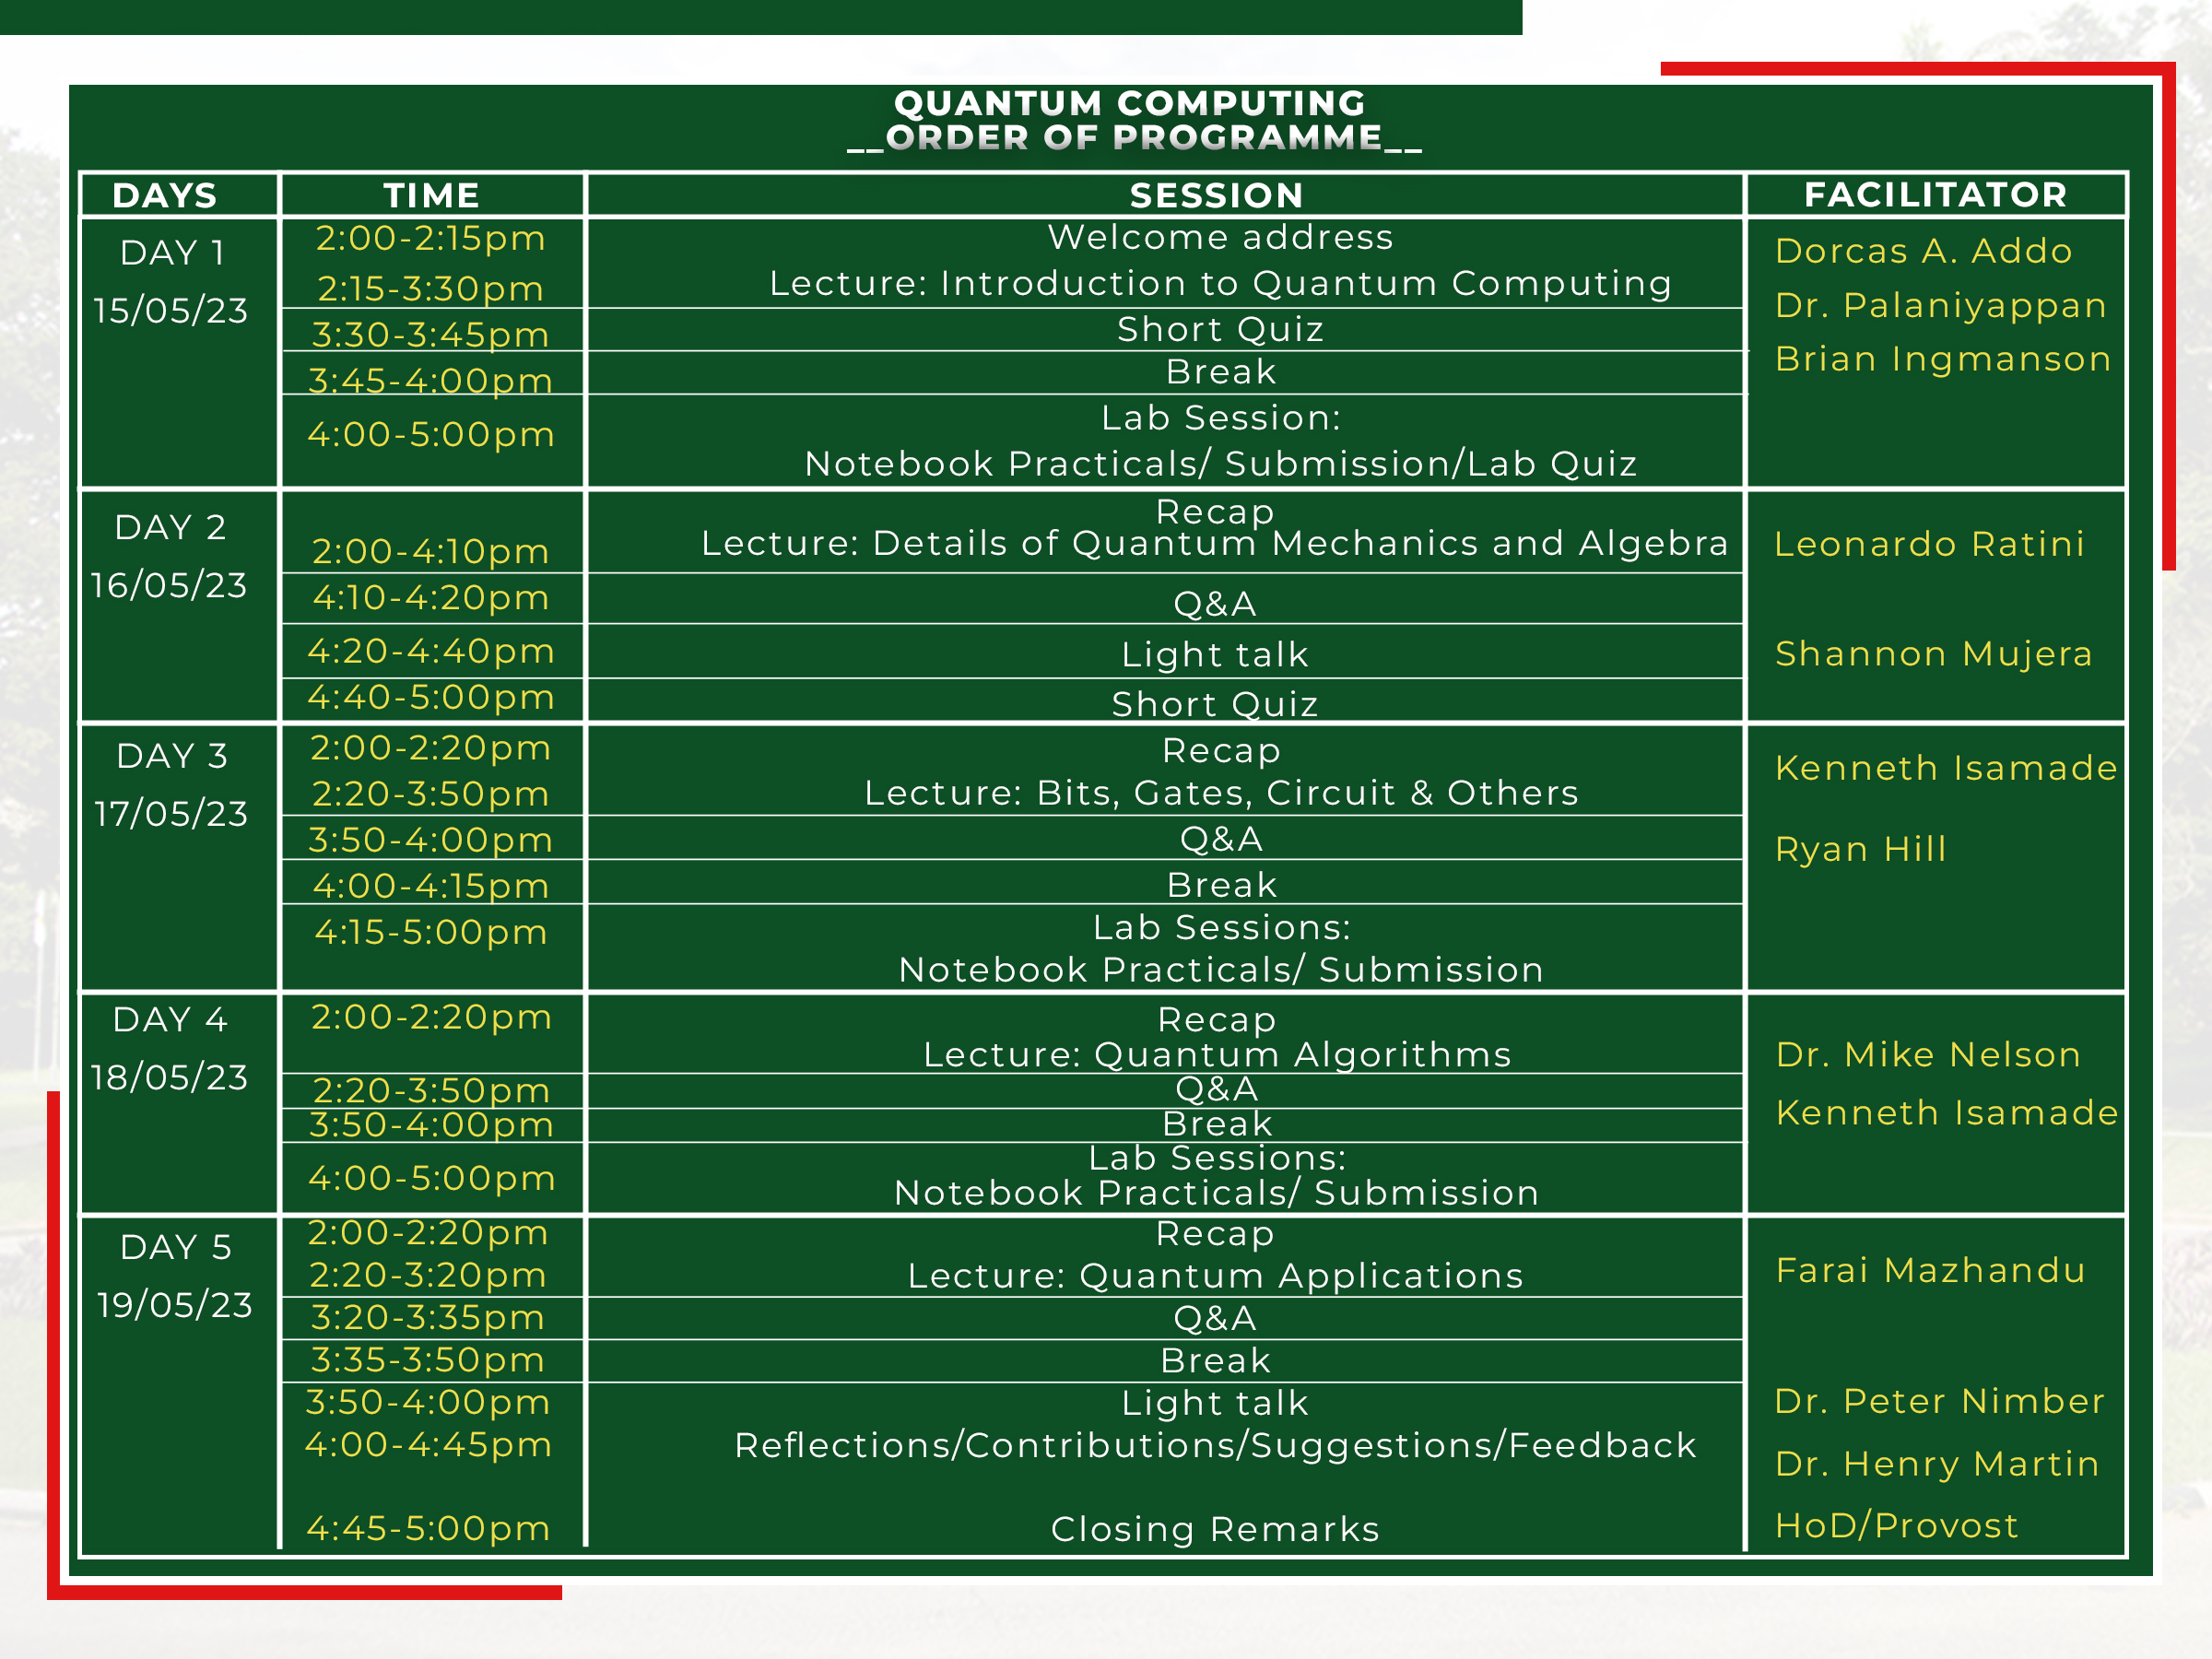 QUANTUM COMPUTING
__ORDER OF PROGRAMME__
DAYS TIME SESSION FACILITATOR
DAY 1
15/05/23
2:00-2:15pm
2:15-3:30pm
3:30-3:45pm
3:45-4:00pm
4:00-5:00pm
Welcome address
Lecture: Introduction to Quantum Computing
Short Quiz
Break
Lab Session:
Notebook Practicals/ Submission/Lab Quiz
Dorcas A. Addo
Dr. Palaniyappan
Brian Ingmanson
DAY 2
16/05/23
2:00-4:10pm
4:10-4:20pm
4:20-4:40pm
4:40-5:00pm
Recap
Lecture: Details of Quantum Mechanics and Algebra
Q&A
Light talk
Short Quiz
Leonardo Ratini
Shannon Mujera
DAY 3
17/05/23
2:00-2:20pm
2:20-3:50pm
3:50-4:00pm
4:00-4:15pm
4:15-5:00pm
Recap
Lecture: Bits, Gates, Circuit & Others
Q&A
Break
Lab Sessions:
Notebook Practicals/ Submission
Kenneth Isamade
Ryan Hill
DAY 4
18/05/23
2:00-2:20pm
2:20-3:50pm
3:50-4:00pm
4:00-5:00pm
Recap
Lecture: Quantum Algorithms
Q&A
Break
Lab Sessions:
Notebook Practicals/ Submission
Dr. Mike Nelson
Kenneth Isamade
DAY 5
19/05/23
2:00-2:20pm
2:20-3:20pm
3:20-3:35pm
3:35-3:50pm
3:50-4:00pm
4:00-4:45pm
4:45-5:00pm
Recap
Lecture: Quantum Applications
Q&A
Break
Light talk
Reflections/Contributions/Suggestions/Feedback
Closing Remarks
Farai Mazhandu
Dr. Peter Nimber
Dr. Henry Martin
HoD/Provost